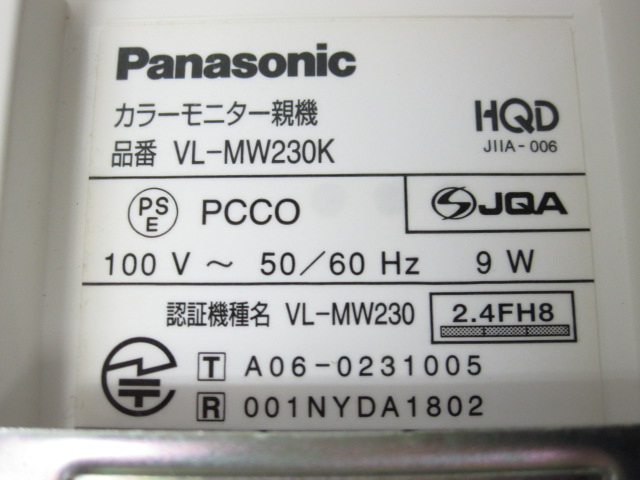 Panasonic
カラーモニター親機
HQD
品番 VL-MW230K
JIIA-006
PS E PCCO
JQA
100 V ~ 50/60 Hz 9 W
認証機種名 VL-MW230 2.4FH8
T A06-0231005
R 001NYDA1802